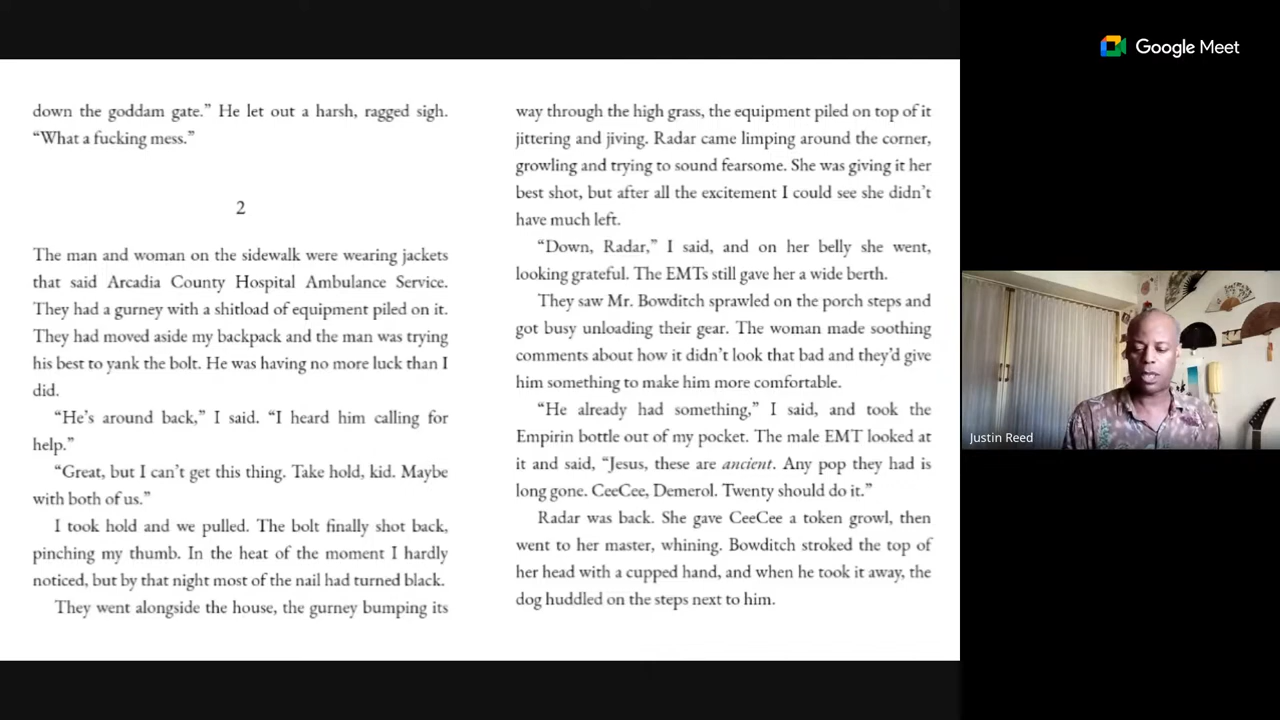 down the goddam gate.” He let out a harsh, ragged sigh.
“What a fucking mess.”
2
The man and woman on the sidewalk were wearing jackets
that said Arcadia County Hospital Ambulance Service.
They had a gurney with a shitload of equipment piled on it.
They had moved aside my backpack and the man was trying
his best to yank the bolt. He was having no more luck than I
did.
“He’s around back,” I said. “I heard him calling for
help.”
“Great, but I can’t get this thing. Take hold, kid. Maybe
with both of us.”
I took hold and we pulled. The bolt finally shot back,
pinching my thumb. In the heat of the moment I hardly
noticed, but by that night most of the nail had turned black.
They went alongside the house, the gurney bumping its
way through the high grass, the equipment piled on top of it
jittering and jiving. Radar came limping around the corner,
growling and trying to sound fearsome. She was giving it her
best shot, but after all the excitement I could see she didn’t
have much left.
“Down, Radar,” I said, and on her belly she went,
looking grateful. The EMTs still gave her a wide berth.
They saw Mr. Bowditch sprawled on the porch steps and
got busy unloading their gear. The woman made soothing
comments about how it didn’t look that bad and they’d give
him something to make him more comfortable.
“He already had something,” I said, and took the
Empirin bottle out of my pocket. The male EMT looked at
it and said, “Jesus, these are ancient. Any pop they had is
long gone. CeeCee, Demerol. Twenty should do it.”
Radar was back. She gave CeeCee a token growl, then
went to her master, whining. Bowditch stroked the top of
her head with a cupped hand, and when he took it away, the
dog huddled on the steps next to him.
Google Meet
Justin Reed